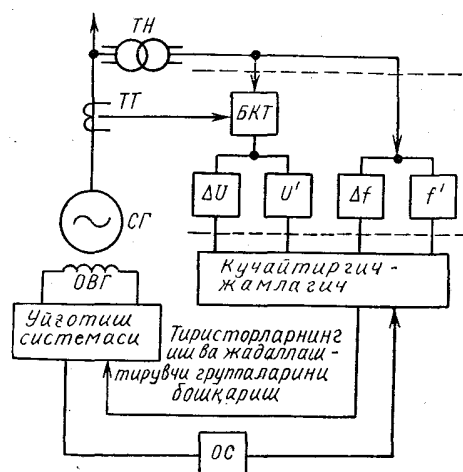 ТН
ТТ
БКТ
ΔU
U'
Δf
f'
СГ
ОВГ
Кучайтиргич-
жамлагич
Уйғотиш
системаси
Тиристорларнинг
иш ва жадаллаш-
тирувчи группаларини
бошқариш
ОС